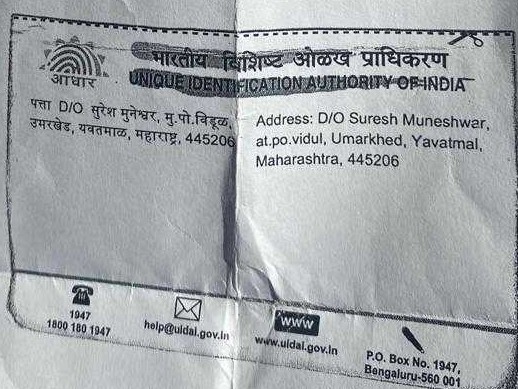 आधार
भारतीय विशिष्ट ओळख प्राधिकरण
UNIQUE IDENTIFICATION AUTHORITY OF INDIA
पत्ता D/O सुरेश मुनेश्वर, मु.पो.विडूळ,
उमरखेड, यवतमाळ, महाराष्ट्र, 445206
Address: D/O Suresh Muneshwar,
at.po.vidul, Umarkhed, Yavatmal,
Maharashtra, 445206
1947
1800 180 1947
help@uidai.gov.in
www
www.uidai.gov.in
P.O. Box No. 1947,
Bengaluru-560 001